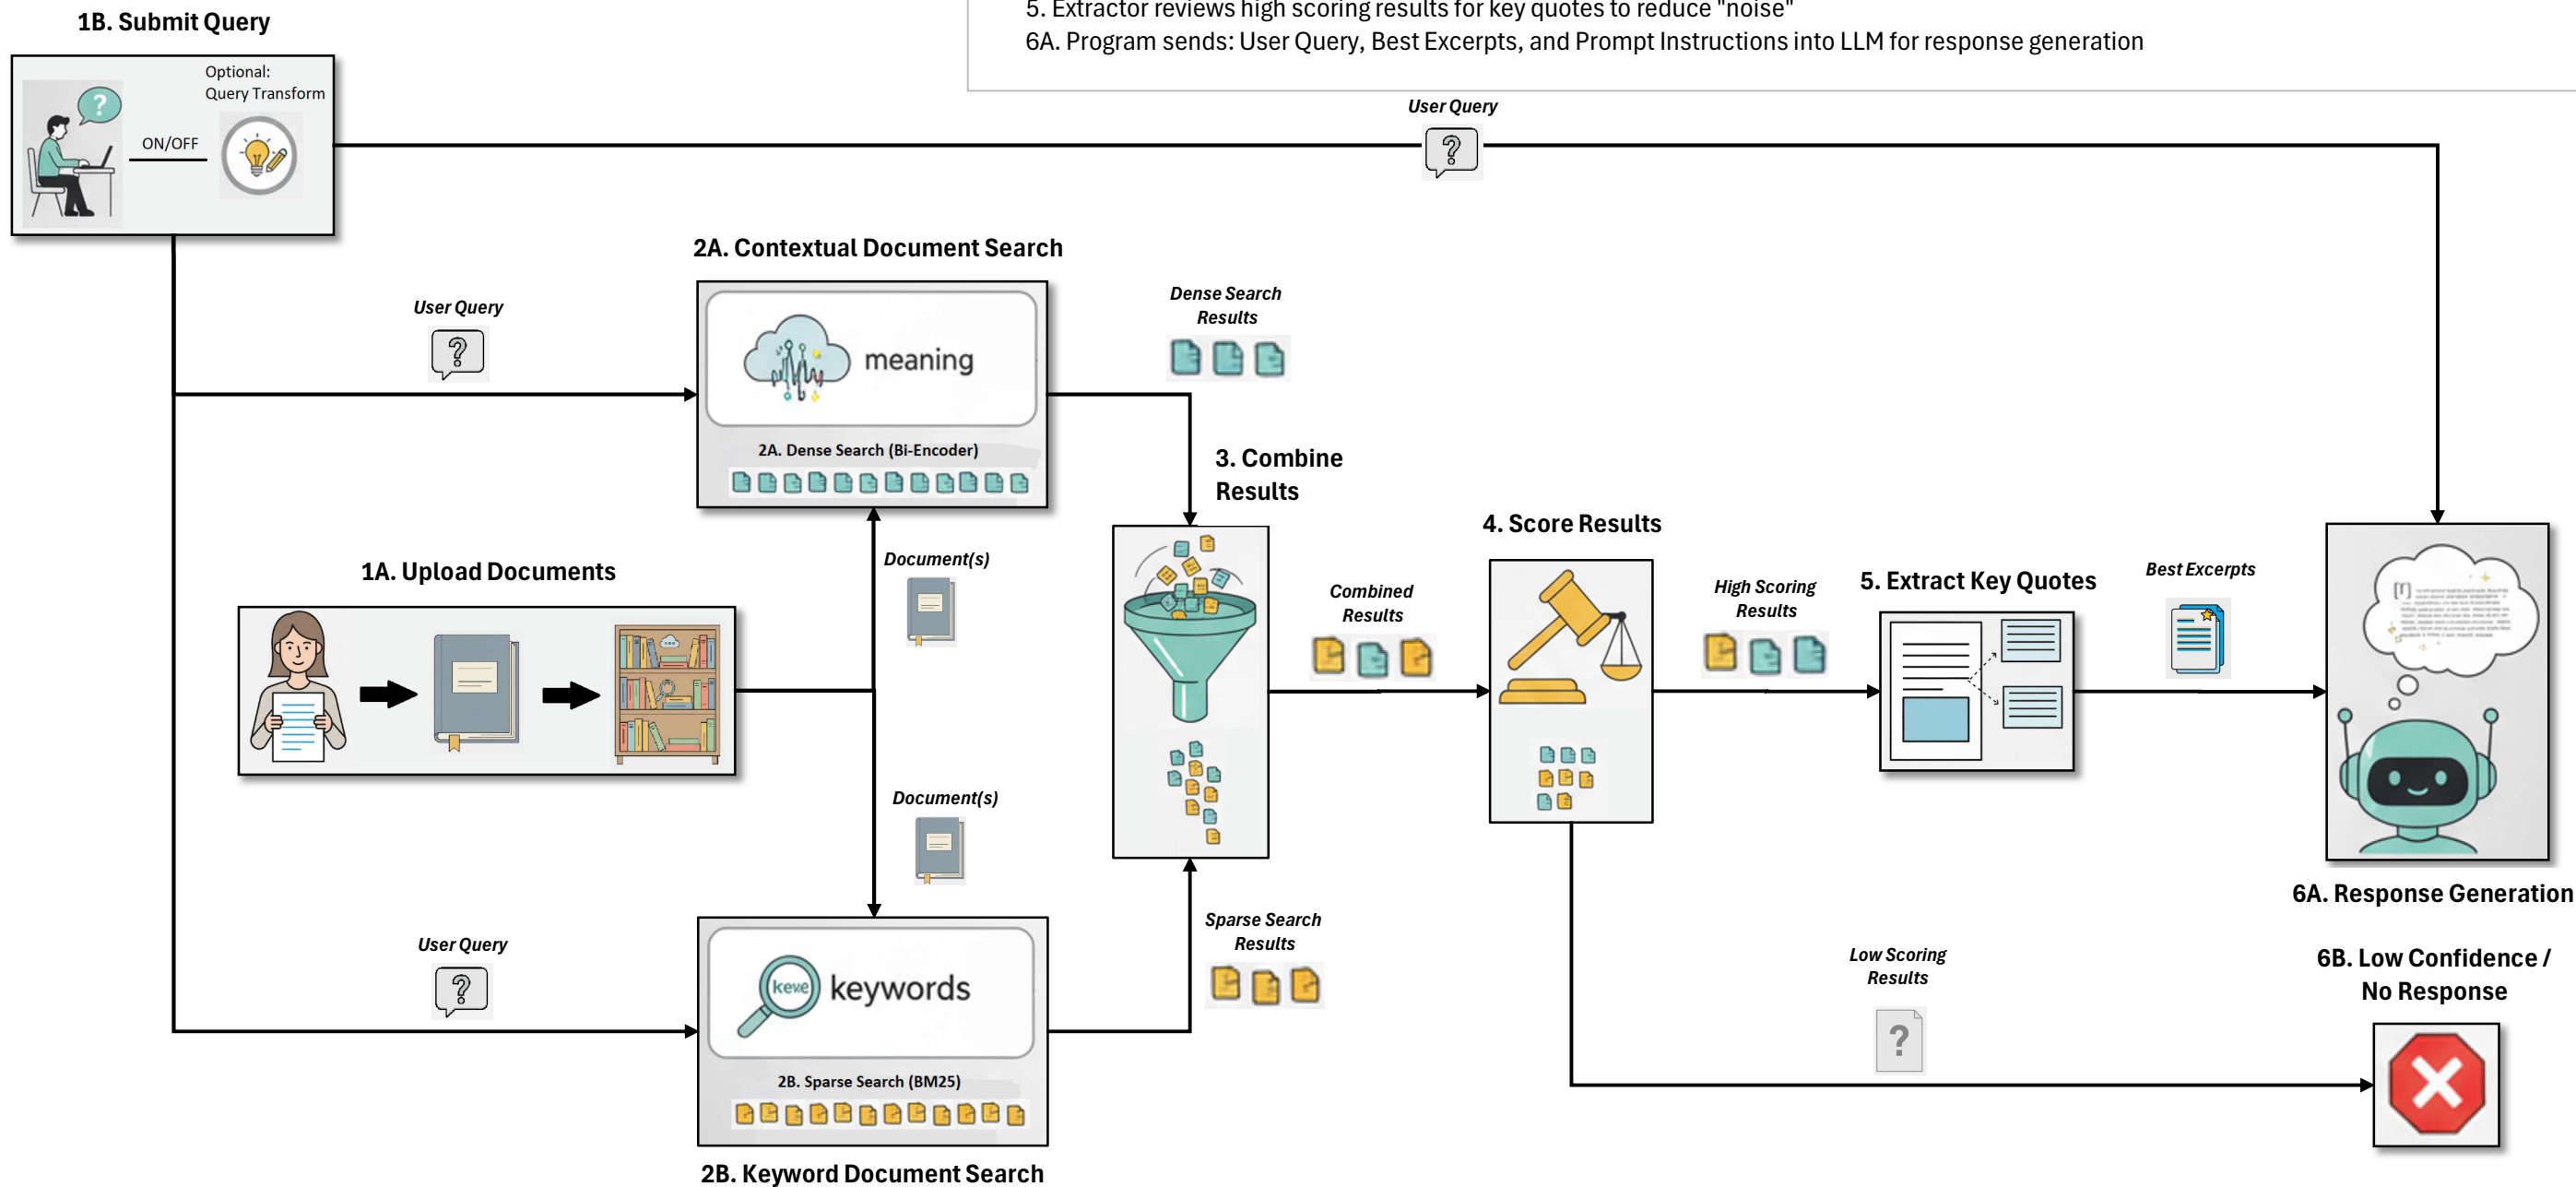 5. Extractor reviews high scoring results for key quotes to reduce "noise"
6A. Program sends: User Query, Best Excerpts, and Prompt Instructions into LLM for response generation
1B. Submit Query
Optional:
Query Transform
ON/OFF
User Query
2A. Contextual Document Search
User Query
meaning
2A. Dense Search (Bi-Encoder)
Dense Search
Results
3. Combine
Results
1A. Upload Documents
Document(s)
Document(s)
Combined
Results
4. Score Results
High Scoring
Results
5. Extract Key Quotes
Best Excerpts
6A. Response Generation
User Query
keywords
2B. Sparse Search (BM25)
2B. Keyword Document Search
Sparse Search
Results
Low Scoring
Results
6B. Low Confidence /
No Response